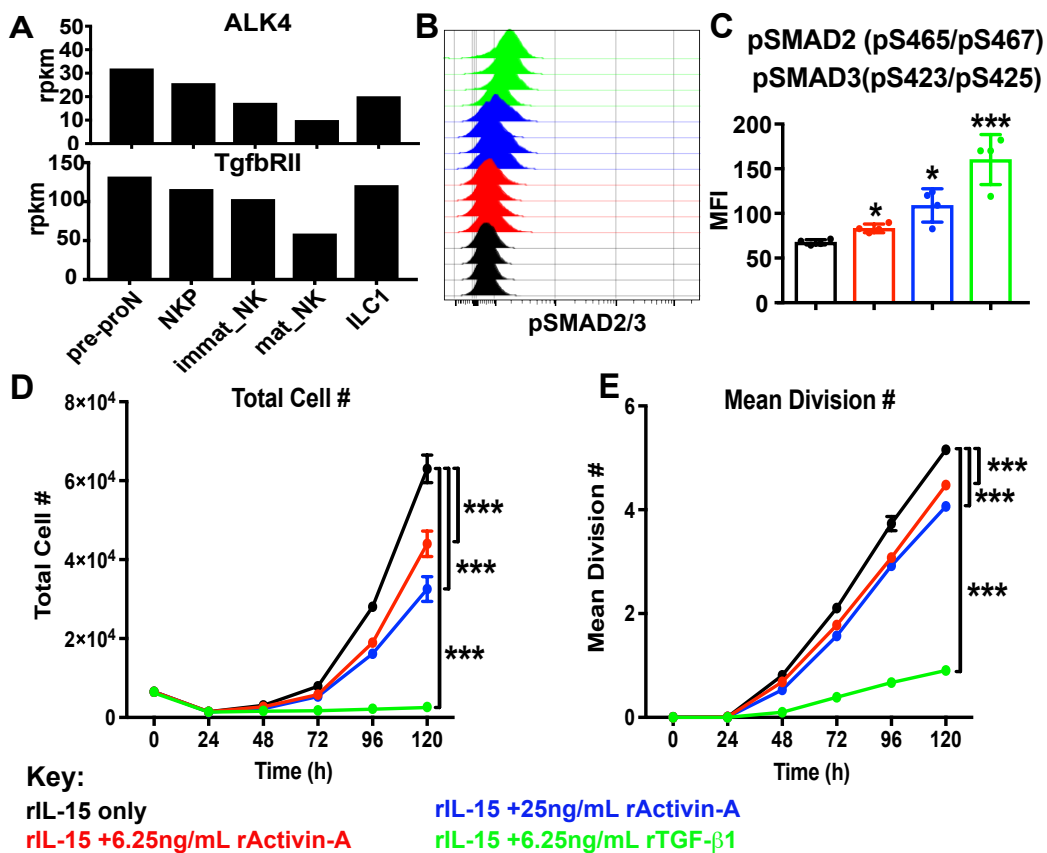 A
ALK4
rpkm
50
40
30
20
10
0
TgfbRII
rpkm
150
100
50
0
pre-proN
NKP
immat_NK
mat_NK
ILC1
B
pSMAD2/3
C
pSMAD2 (pS465/pS467)
pSMAD3(pS423/pS425)
MFI
200
150
100
50
0
*
*
***
D
Total Cell #
Total Cell #
8×10⁴
6×10⁴
4×10⁴
2×10⁴
0
***
***
***
0 24 48 72 96 120
Time (h)
E
Mean Division #
Mean Division #
6
4
2
0
***
***
***
0 24 48 72 96 120
Time (h)
Key:
rIL-15 only
rIL-15 +6.25ng/mL rActivin-A
rIL-15 +25ng/mL rActivin-A
rIL-15 +6.25ng/mL rTGF-β1